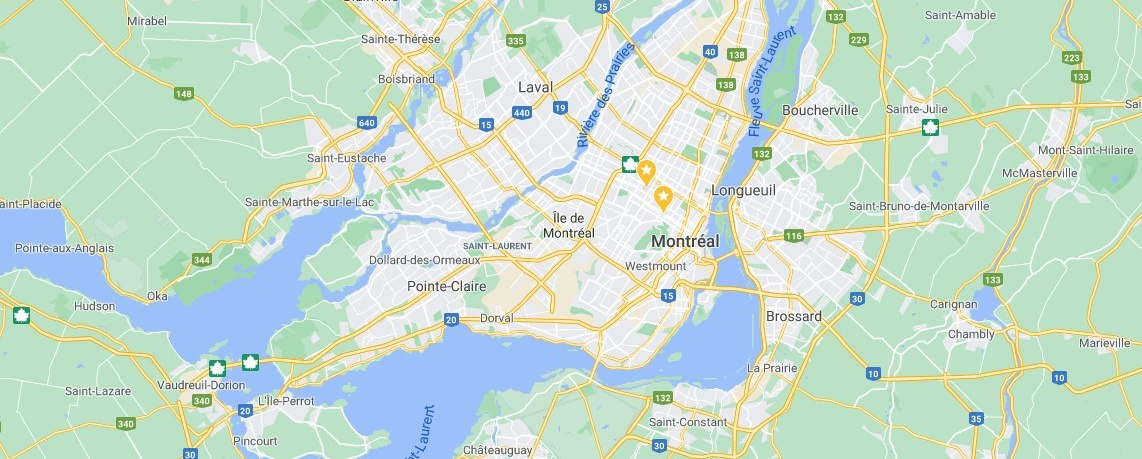 25
132
Saint-Amable
Mirabel
Sainte-Thérèse
335
229
40
138
223
133
Boisbriand
Laval
148
138
440
19
Rivière des Prairies
Fleuve Saint-Laurent
Boucherville
Sainte-Julie
640
15
Saint-Eustache
132
Mont-Saint-Hilaire
McMasterville
Longueuil
Sainte-Marthe-sur-le-Lac
Saint-Bruno-de-Montarville
Île de
Montréal
116
Montréal
SAINT-LAURENT
Pointe-aux-Anglais
344
Dollard-des-Ormeaux
Westmount
133
Pointe-Claire
15
30
Oka
Hudson
Carignan
Brossard
20
Dorval
Chambly
Marieville
La Prairie
10
10
Vaudreuil-Dorion
Saint-Lazare
340
L'Île-Perrot
132
20
340
35
Saint-Constant
Pincourt
30
30
Châteauguay